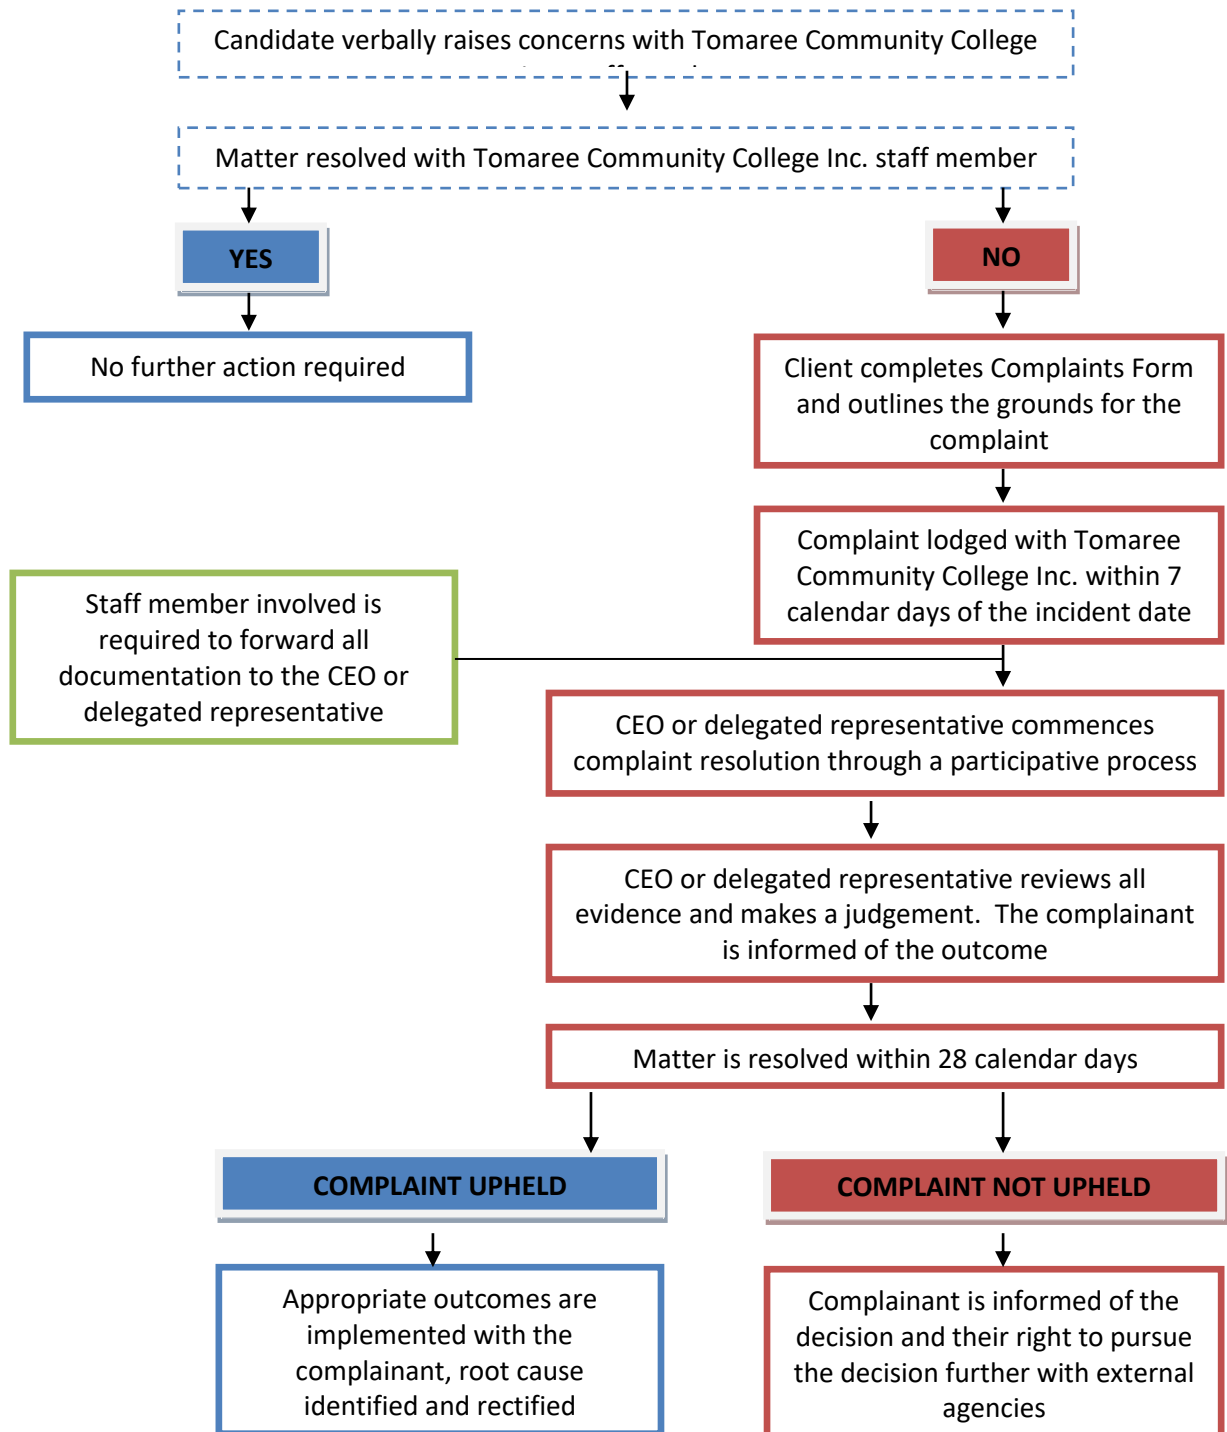 Candidate verbally raises concerns with Tomaree Community College
Matter resolved with Tomaree Community College Inc. staff member
YES
NO
No further action required
Client completes Complaints Form
and outlines the grounds for the
complaint
Complaint lodged with Tomaree
Community College Inc. within 7
calendar days of the incident date
Staff member involved is
required to forward all
documentation to the CEO or
delegated representative
CEO or delegated representative commences
complaint resolution through a participative process
CEO or delegated representative reviews all
evidence and makes a judgement.  The complainant
is informed of the outcome
Matter is resolved within 28 calendar days
COMPLAINT UPHELD
COMPLAINT NOT UPHELD
Appropriate outcomes are
implemented with the
complainant, root cause
identified and rectified
Complainant is informed of the
decision and their right to pursue
the decision further with external
agencies